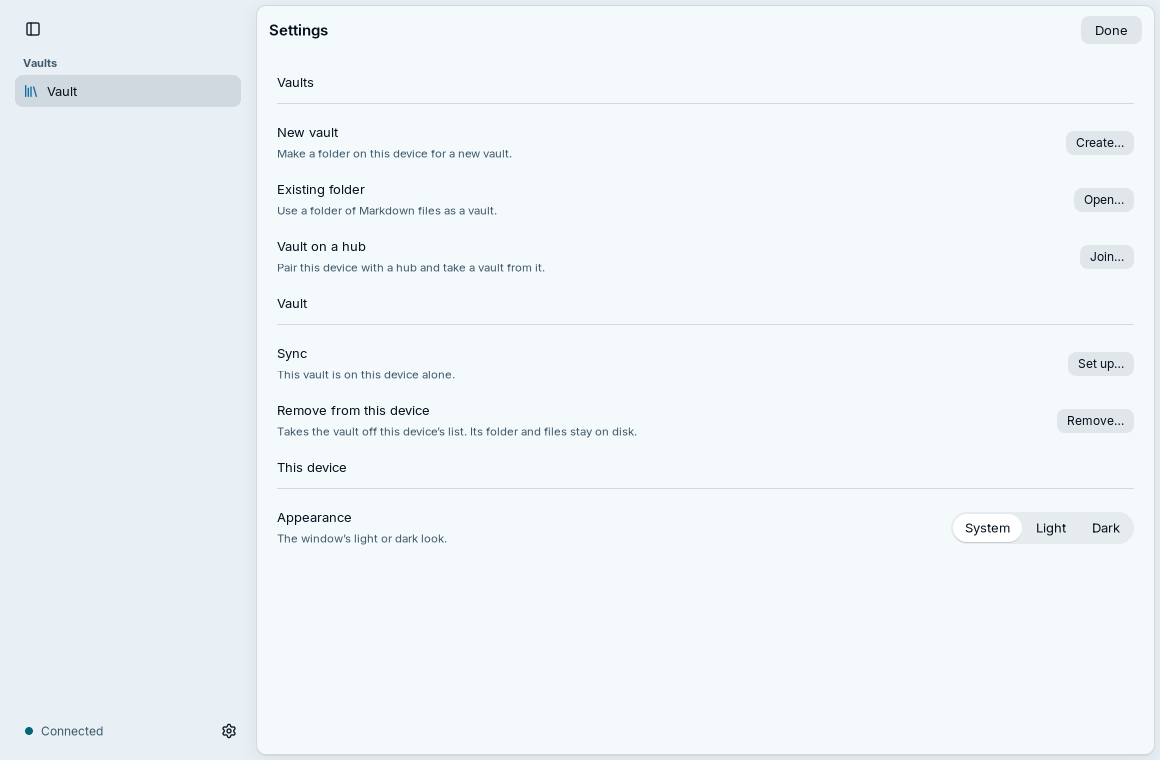 Settings
Done
Vaults
Vault
Vaults
New vault
Make a folder on this device for a new vault.
Create…
Existing folder
Use a folder of Markdown files as a vault.
Open…
Vault on a hub
Pair this device with a hub and take a vault from it.
Join…
Vault
Sync
This vault is on this device alone.
Set up…
Remove from this device
Takes the vault off this device’s list. Its folder and files stay on disk.
Remove…
This device
Appearance
The window’s light or dark look.
System Light Dark
Connected